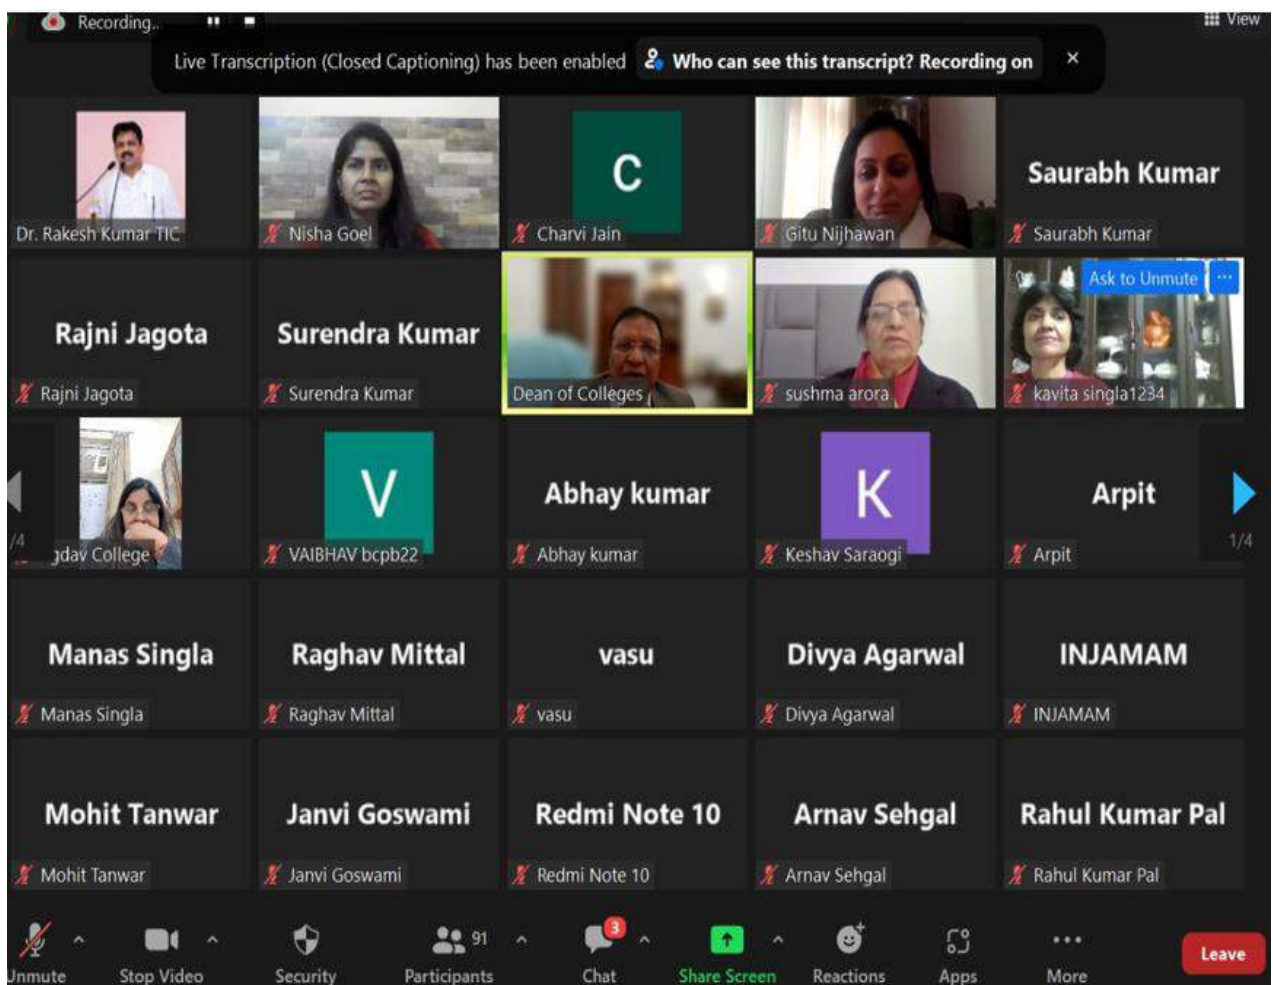 Recording..
View
Live Transcription (Closed Captioning) has been enabled Who can see this transcript? Recording on ×
C
Saurabh Kumar
Dr. Rakesh Kumar TIC Nisha Goel Charvi Jain Gitu Nijhawan Saurabh Kumar
Ask to Unmute ...
Rajni Jagota Surendra Kumar
Rajni Jagota Surendra Kumar Dean of Colleges sushma arora kavita singla1234
V Abhay kumar K Arpit
/4 gdav College VAIBHAV bcpb22 Abhay kumar Keshav Saraogi Arpit 1/4
Manas Singla Raghav Mittal vasu Divya Agarwal INJAMAM
Manas Singla Raghav Mittal vasu Divya Agarwal INJAMAM
Mohit Tanwar Janvi Goswami Redmi Note 10 Arnav Sehgal Rahul Kumar Pal
Mohit Tanwar Janvi Goswami Redmi Note 10 Arnav Sehgal Rahul Kumar Pal
91 3
Unmute Stop Video Security Participants Chat Share Screen Reactions Apps More Leave